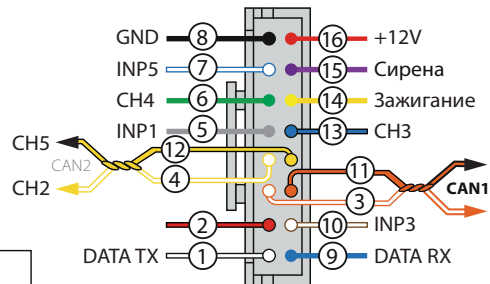 GND 8 16 +12V
INP5 7 15 Сирена
CH4 6 14 Зажигание
INP1 5 13 CH3
CH5 12 11
CAN2 CAN1
CH2 4 3
2 10 INP3
DATA TX 1 9 DATA RX